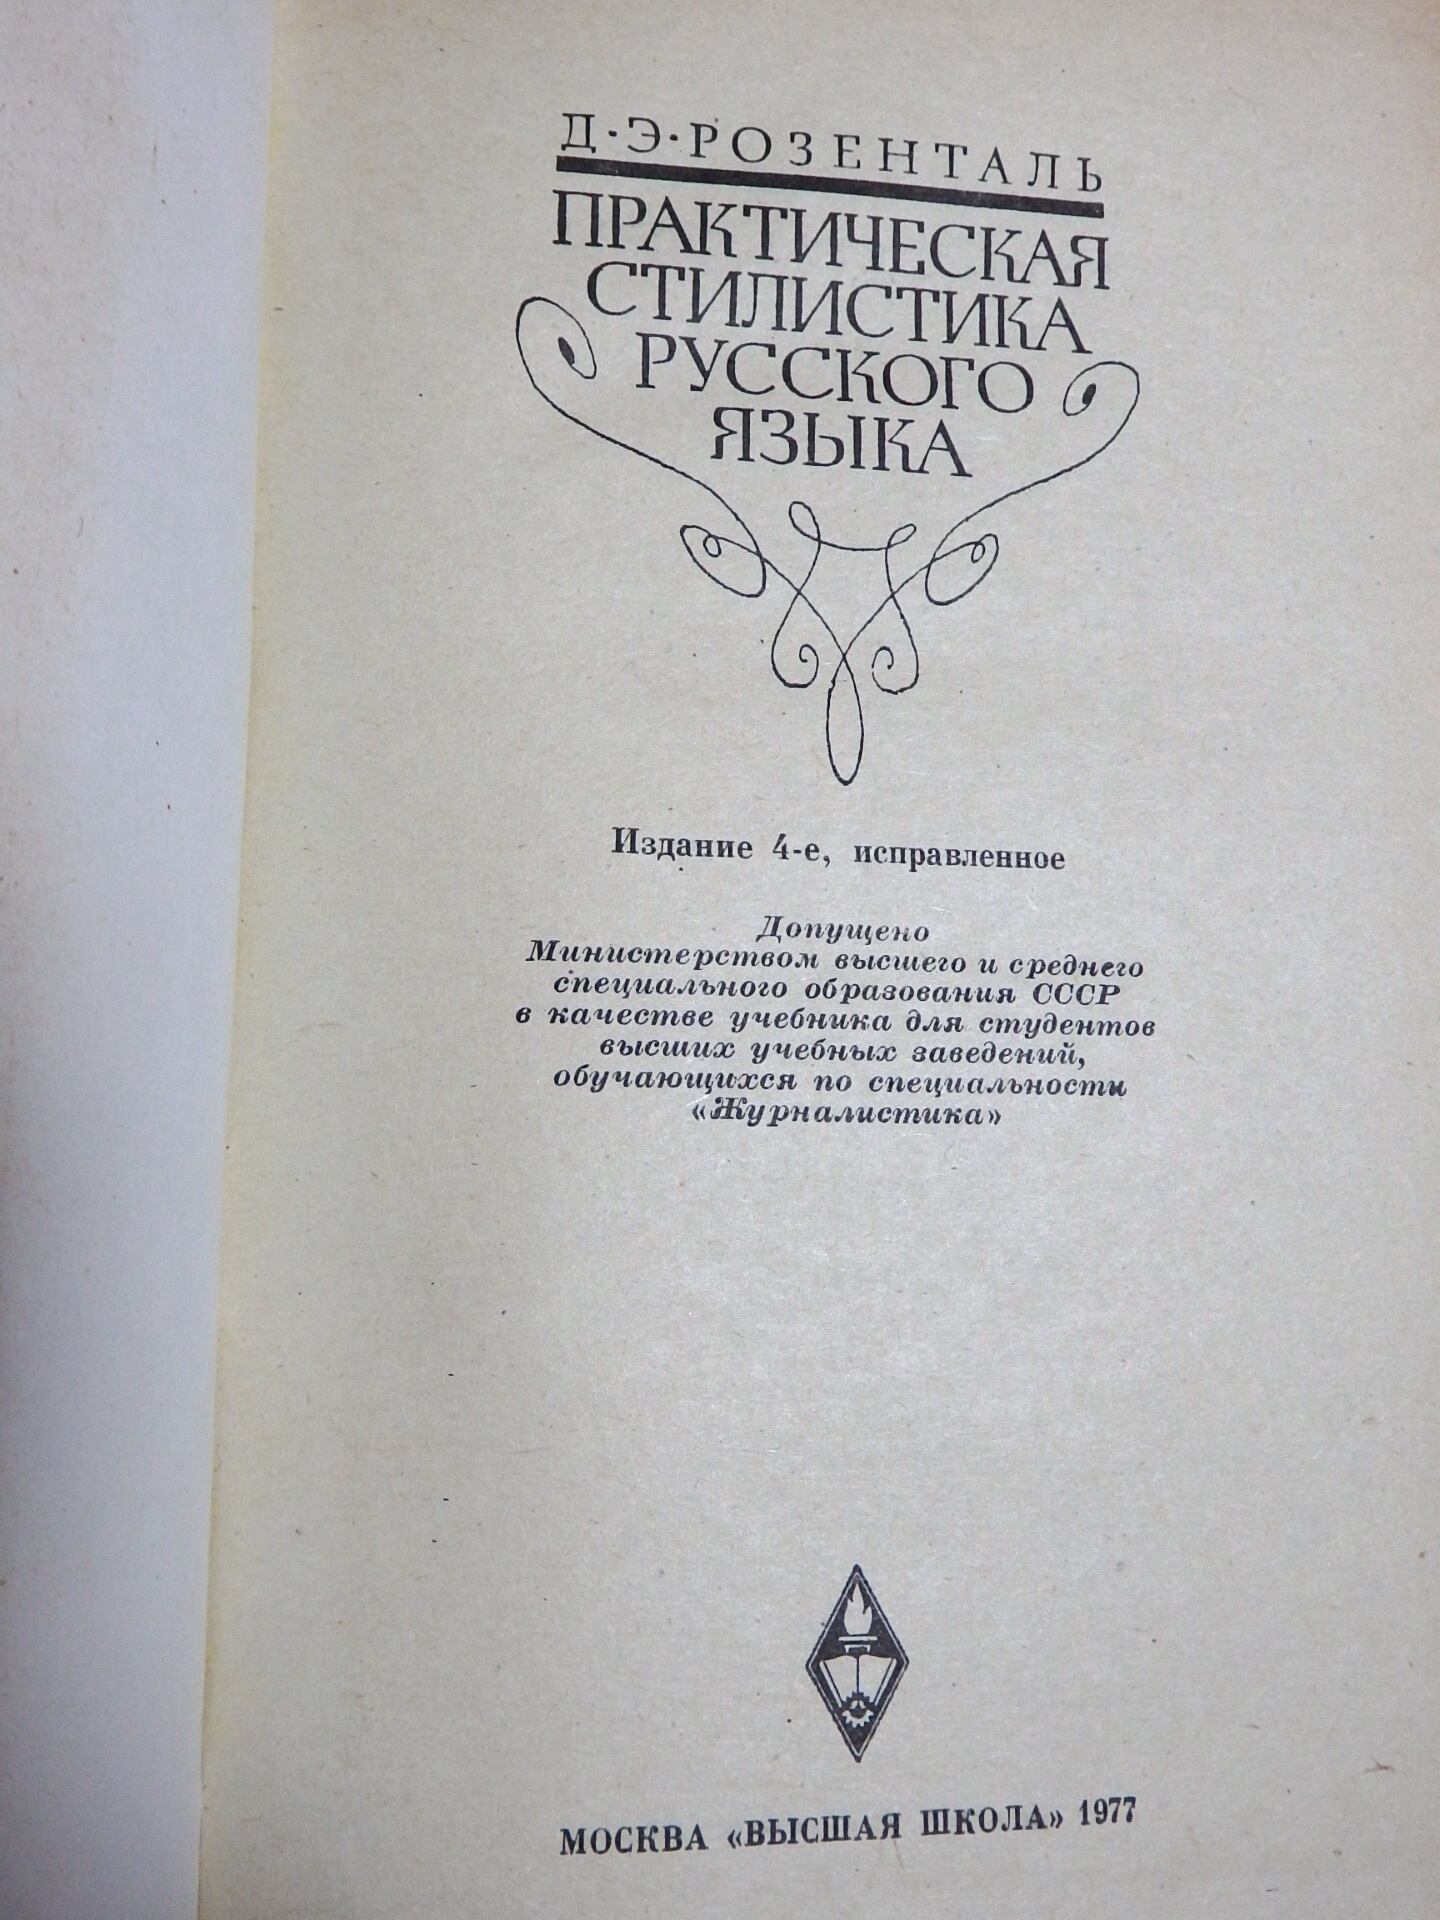 Д·Э·РОЗЕНТАЛЬ
ПРАКТИЧЕСКАЯ
СТИЛИСТИКА
РУССКОГО
ЯЗЫКА
Издание 4-е, исправленное
Допущено
Министерством высшего и среднего
специального образования СССР
в качестве учебника для студентов
высших учебных заведений,
обучающихся по специальности
«Журналистика»
МОСКВА «ВЫСШАЯ ШКОЛА» 1977